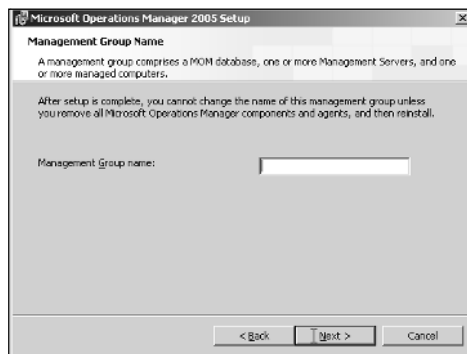 Microsoft Operations Manager 2005 Setup
Management Group Name
A management group comprises a MOM database, one or more Management Servers, and one
or more managed computers.
After setup is complete, you cannot change the name of this management group unless
you remove all Microsoft Operations Manager components and agents, and then reinstall.
Management Group name:
< Back
Next >
Cancel